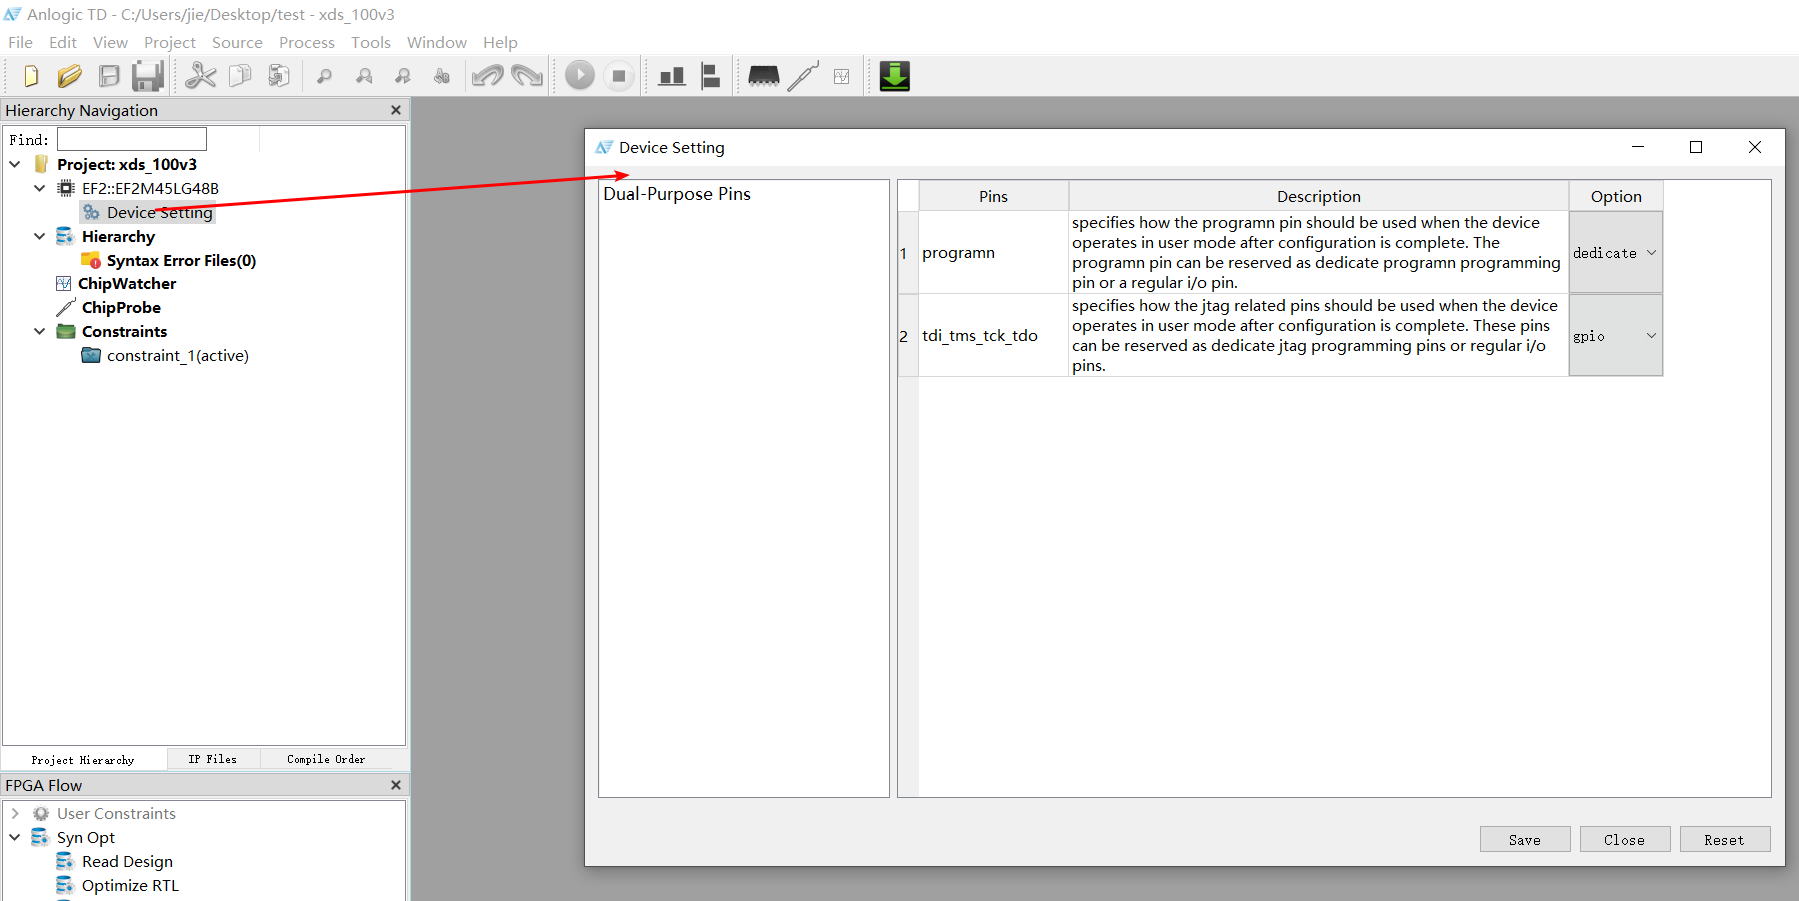 Anlogic TD - C:/Users/jie/Desktop/test - xds_100v3
File Edit View Project Source Process Tools Window Help
Hierarchy Navigation
Find:
Project: xds_100v3
EF2::EF2M45LG48B
Device Setting
Hierarchy
Syntax Error Files(0)
ChipWatcher
ChipProbe
Constraints
constraint_1(active)
Project Hierarchy IP Files Compile Order
FPGA Flow
User Constraints
Syn Opt
Read Design
Optimize RTL
Device Setting
Dual-Purpose Pins
Pins Description Option
1 programn
specifies how the programn pin should be used when the device
operates in user mode after configuration is complete. The
programn pin can be reserved as dedicate programn programming
pin or a regular i/o pin.
dedicate
2 tdi_tms_tck_tdo
specifies how the jtag related pins should be used when the device
operates in user mode after configuration is complete. These pins
can be reserved as dedicate jtag programming pins or regular i/o
pins.
gpio
Save Close Reset